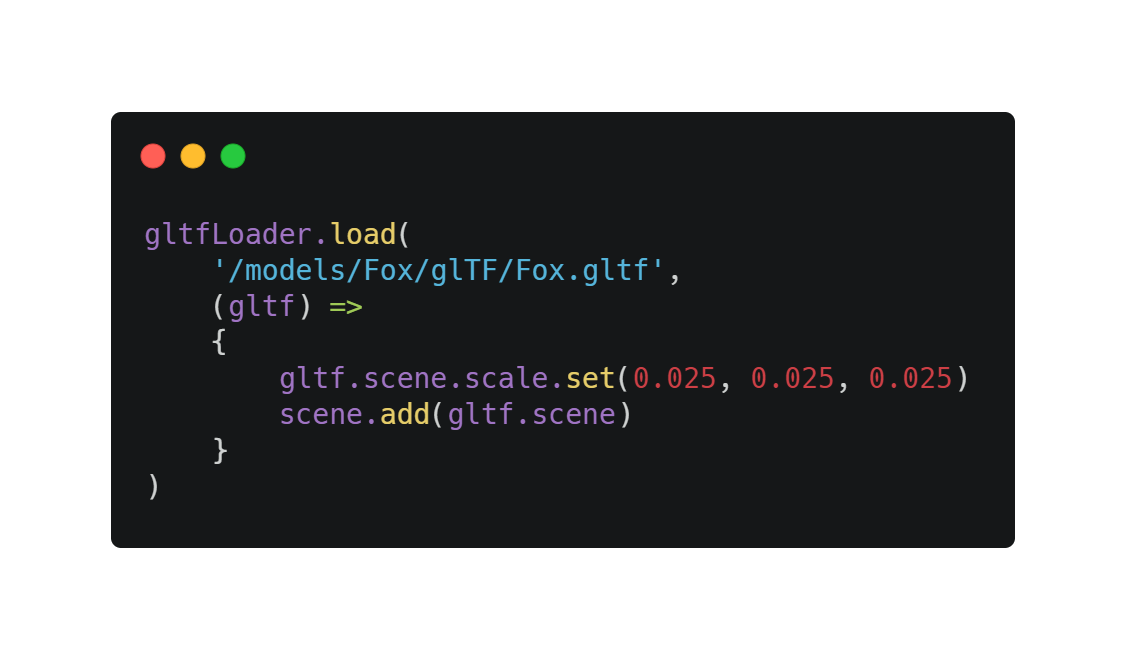 gltfLoader.load(
    '/models/Fox/glTF/Fox.gltf',
    (gltf) =>
    {
        gltf.scene.scale.set(0.025, 0.025, 0.025)
        scene.add(gltf.scene)
    }
)